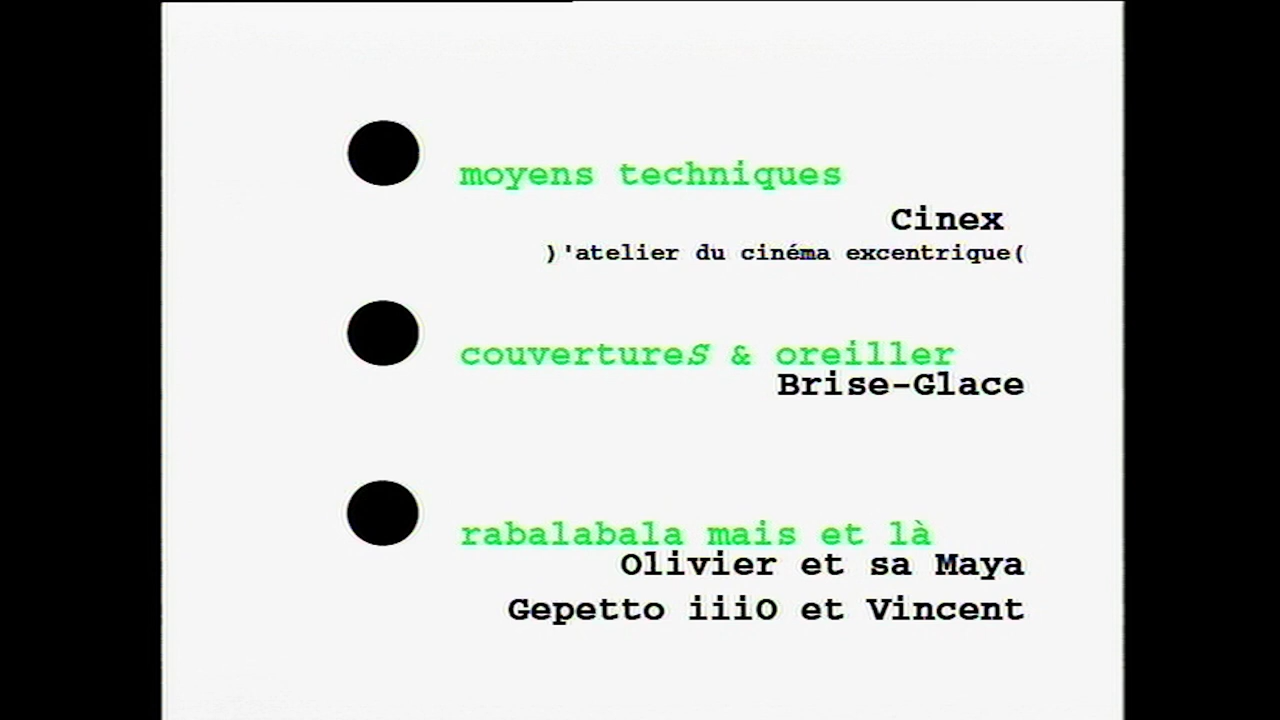 moyens techniques
Cinex
)'atelier du cinéma excentrique(
couvertureS & oreiller
Brise-Glace
rabalabala mais et là
Olivier et sa Maya
Gepetto iiiO et Vincent